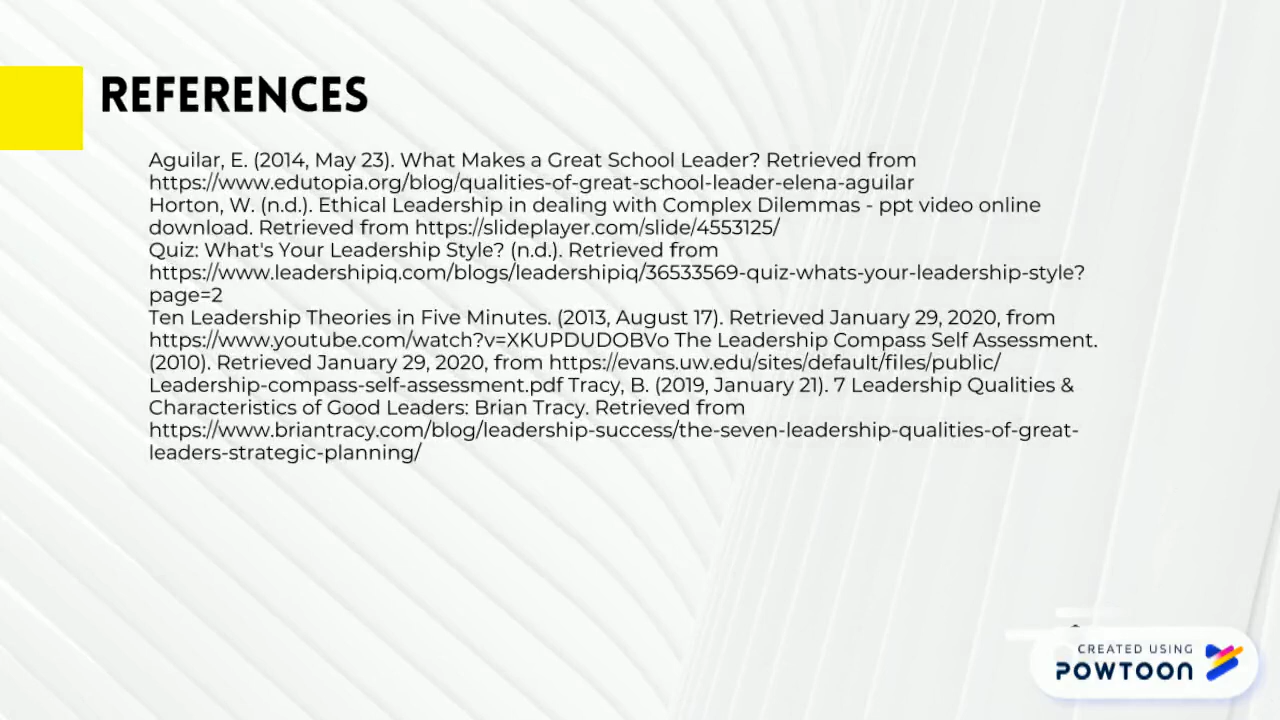 REFERENCES
Aguilar, E. (2014, May 23). What Makes a Great School Leader? Retrieved from
https://www.edutopia.org/blog/qualities-of-great-school-leader-elena-aguilar
Horton, W. (n.d.). Ethical Leadership in dealing with Complex Dilemmas - ppt video online
download. Retrieved from https://slideplayer.com/slide/4553125/
Quiz: What's Your Leadership Style? (n.d.). Retrieved from
https://www.leadershipiq.com/blogs/leadershipiq/36533569-quiz-whats-your-leadership-style?
page=2
Ten Leadership Theories in Five Minutes. (2013, August 17). Retrieved January 29, 2020, from
https://www.youtube.com/watch?v=XKUPDUDOBVo The Leadership Compass Self Assessment.
(2010). Retrieved January 29, 2020, from https://evans.uw.edu/sites/default/files/public/
Leadership-compass-self-assessment.pdf Tracy, B. (2019, January 21). 7 Leadership Qualities &
Characteristics of Good Leaders: Brian Tracy. Retrieved from
https://www.briantracy.com/blog/leadership-success/the-seven-leadership-qualities-of-great-
leaders-strategic-planning/
CREATED USING
POWTOON